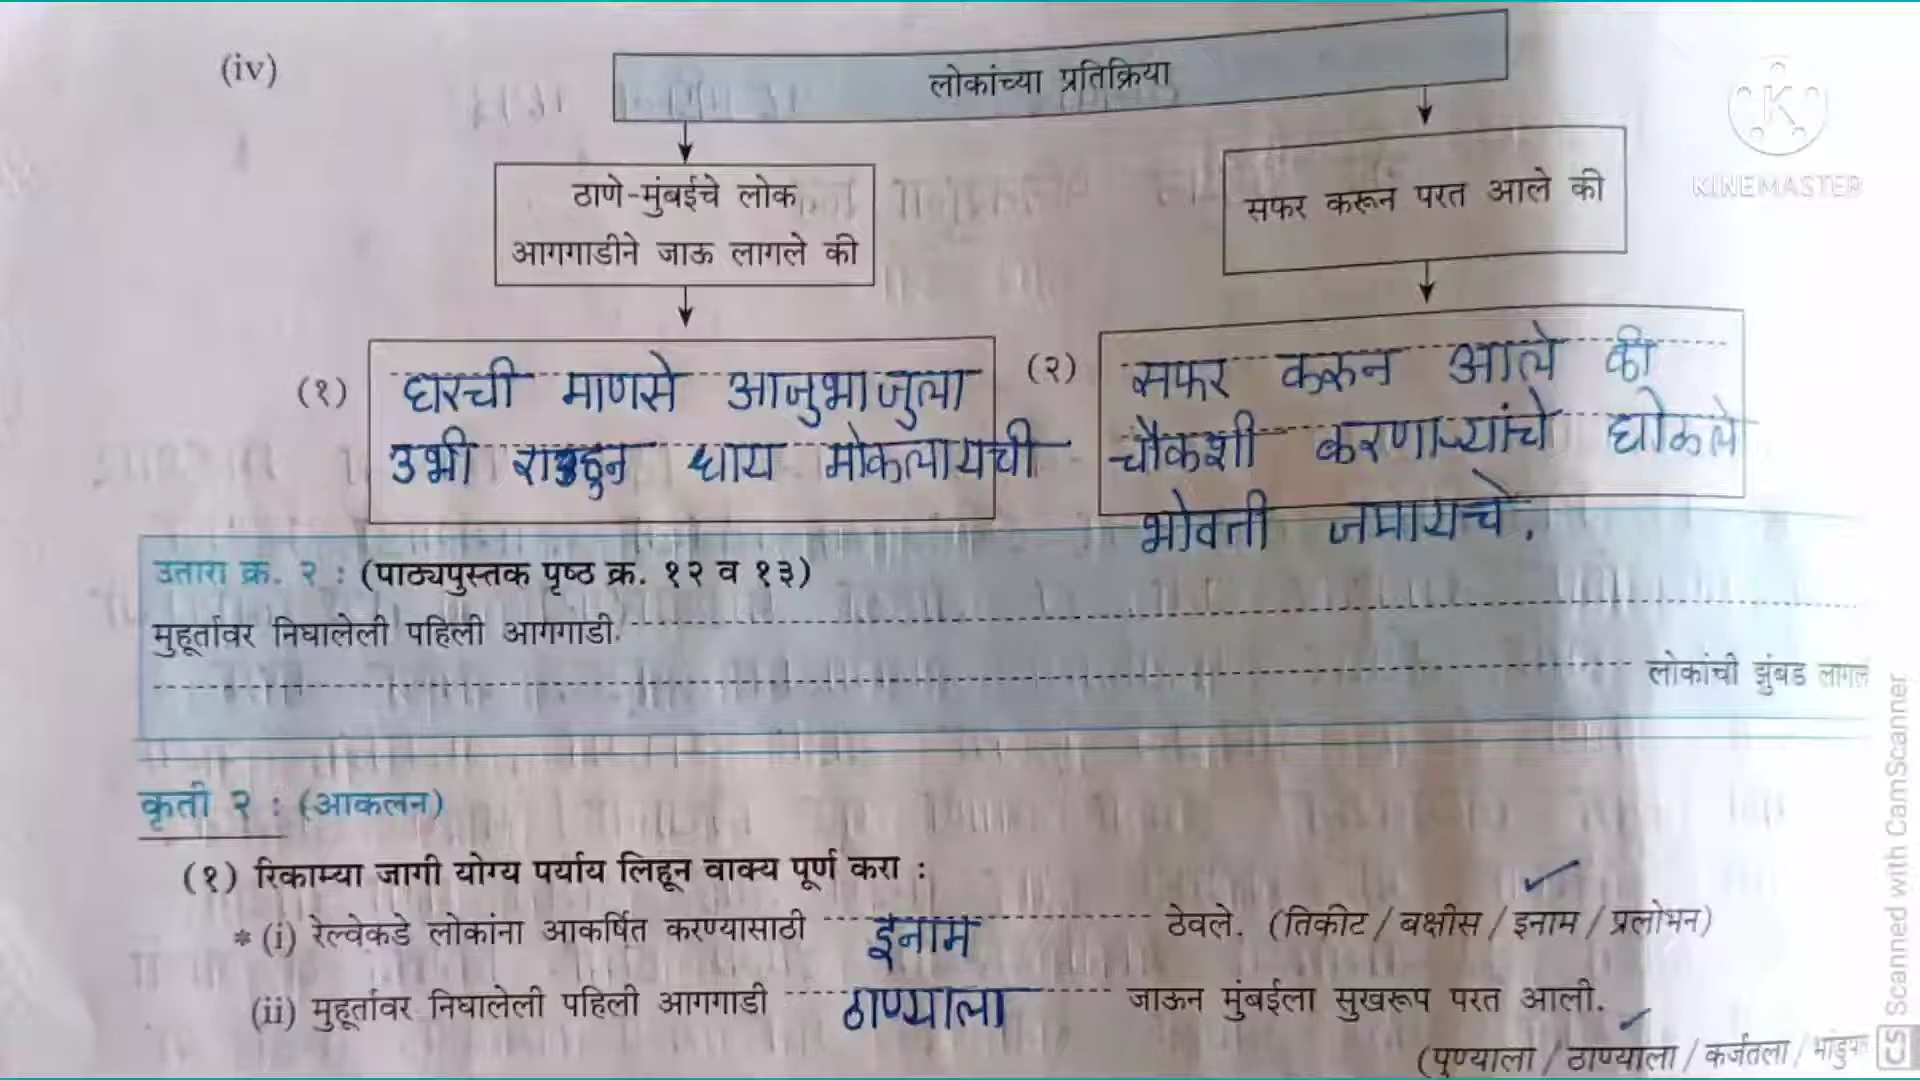 (iv)
लोकांच्या प्रतिक्रिया
KINEMASTER
ठाणे-मुंबईचे लोक
आगगाडीने जाऊ लागले की
सफर करून परत आले की
(१) घरची माणसे आजुभाजुला
उभी राहून धाय मोकलायची
(२) सफर करून आले की
चौकशी करणाऱ्यांचे घोळले
भोवती जमायचे.
उतारा क्र. २ : (पाठ्यपुस्तक पृष्ठ क्र. १२ व १३)
मुहूर्तावर निघालेली पहिली आगगाडी.
लोकांची झुंबड लागल
कृती २ : (आकलन)
(१) रिकाम्या जागी योग्य पर्याय लिहून वाक्य पूर्ण करा :
* (i) रेल्वेकडे लोकांना आकर्षित करण्यासाठी इनाम ठेवले. (तिकीट / बक्षीस / इनाम / प्रलोभन)
(ii) मुहूर्तावर निघालेली पहिली आगगाडी ठाण्याला जाऊन मुंबईला सुखरूप परत आली.
(पुण्याला / ठाण्याला / कर्जतला /
CS Scanned with CamScanner